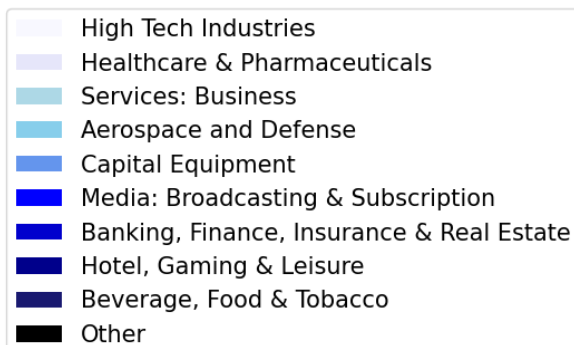 High Tech Industries
Healthcare & Pharmaceuticals
Services: Business
Aerospace and Defense
Capital Equipment
Media: Broadcasting & Subscription
Banking, Finance, Insurance & Real Estate
Hotel, Gaming & Leisure
Beverage, Food & Tobacco
Other